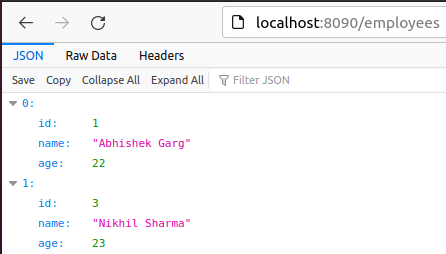 localhost:8090/employees
JSON Raw Data Headers
Save Copy Collapse All Expand All Filter JSON
0:
id: 1
name: "Abhishek Garg"
age: 22
1:
id: 3
name: "Nikhil Sharma"
age: 23